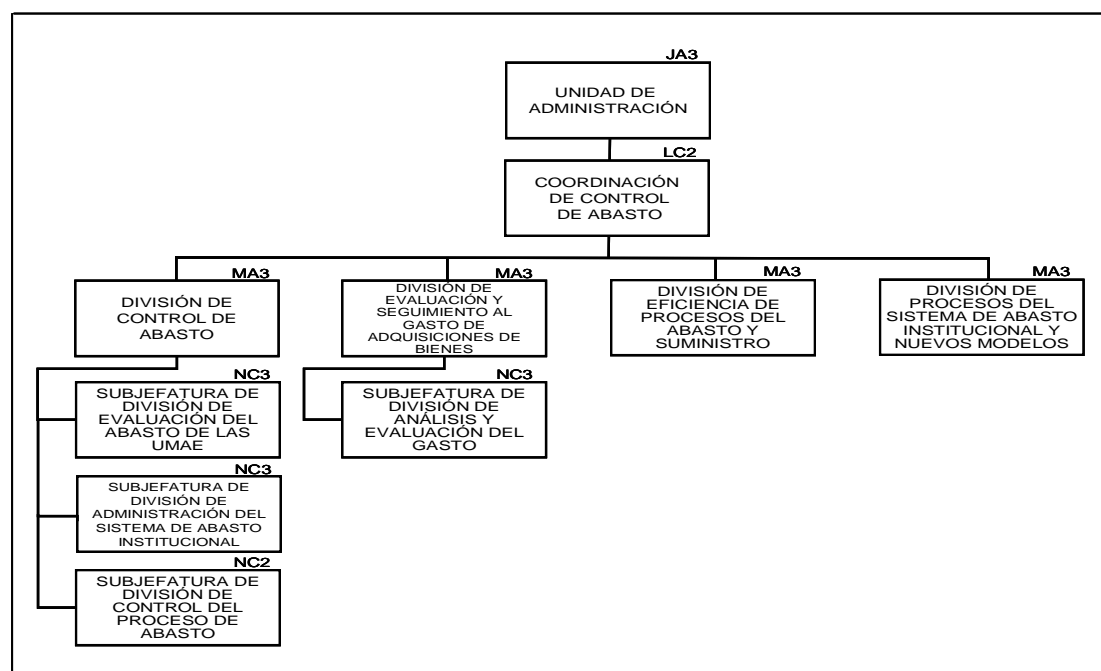 JA3
UNIDAD DE
ADMINISTRACIÓN
LC2
COORDINACIÓN
DE CONTROL
DE ABASTO
MA3
DIVISIÓN DE
CONTROL DE
ABASTO
MA3
DIVISIÓN DE
EVALUACIÓN Y
SEGUIMIENTO AL
GASTO DE
ADQUISICIONES DE
BIENES
MA3
DIVISIÓN DE
EFICIENCIA DE
PROCESOS DEL
ABASTO Y
SUMINISTRO
MA3
DIVISIÓN DE
PROCESOS DEL
SISTEMA DE ABASTO
INSTITUCIONAL Y
NUEVOS MODELOS
NC3
SUBJEFATURA DE
DIVISIÓN DE
EVALUACIÓN DEL
ABASTO DE LAS
UMAE
NC3
SUBJEFATURA DE
DIVISIÓN DE
ANÁLISIS Y
EVALUACIÓN DEL
GASTO
NC3
SUBJEFATURA DE
DIVISIÓN DE
ADMINISTRACIÓN DEL
SISTEMA DE ABASTO
INSTITUCIONAL
NC2
SUBJEFATURA DE
DIVISIÓN DE
CONTROL DEL
PROCESO DE
ABASTO